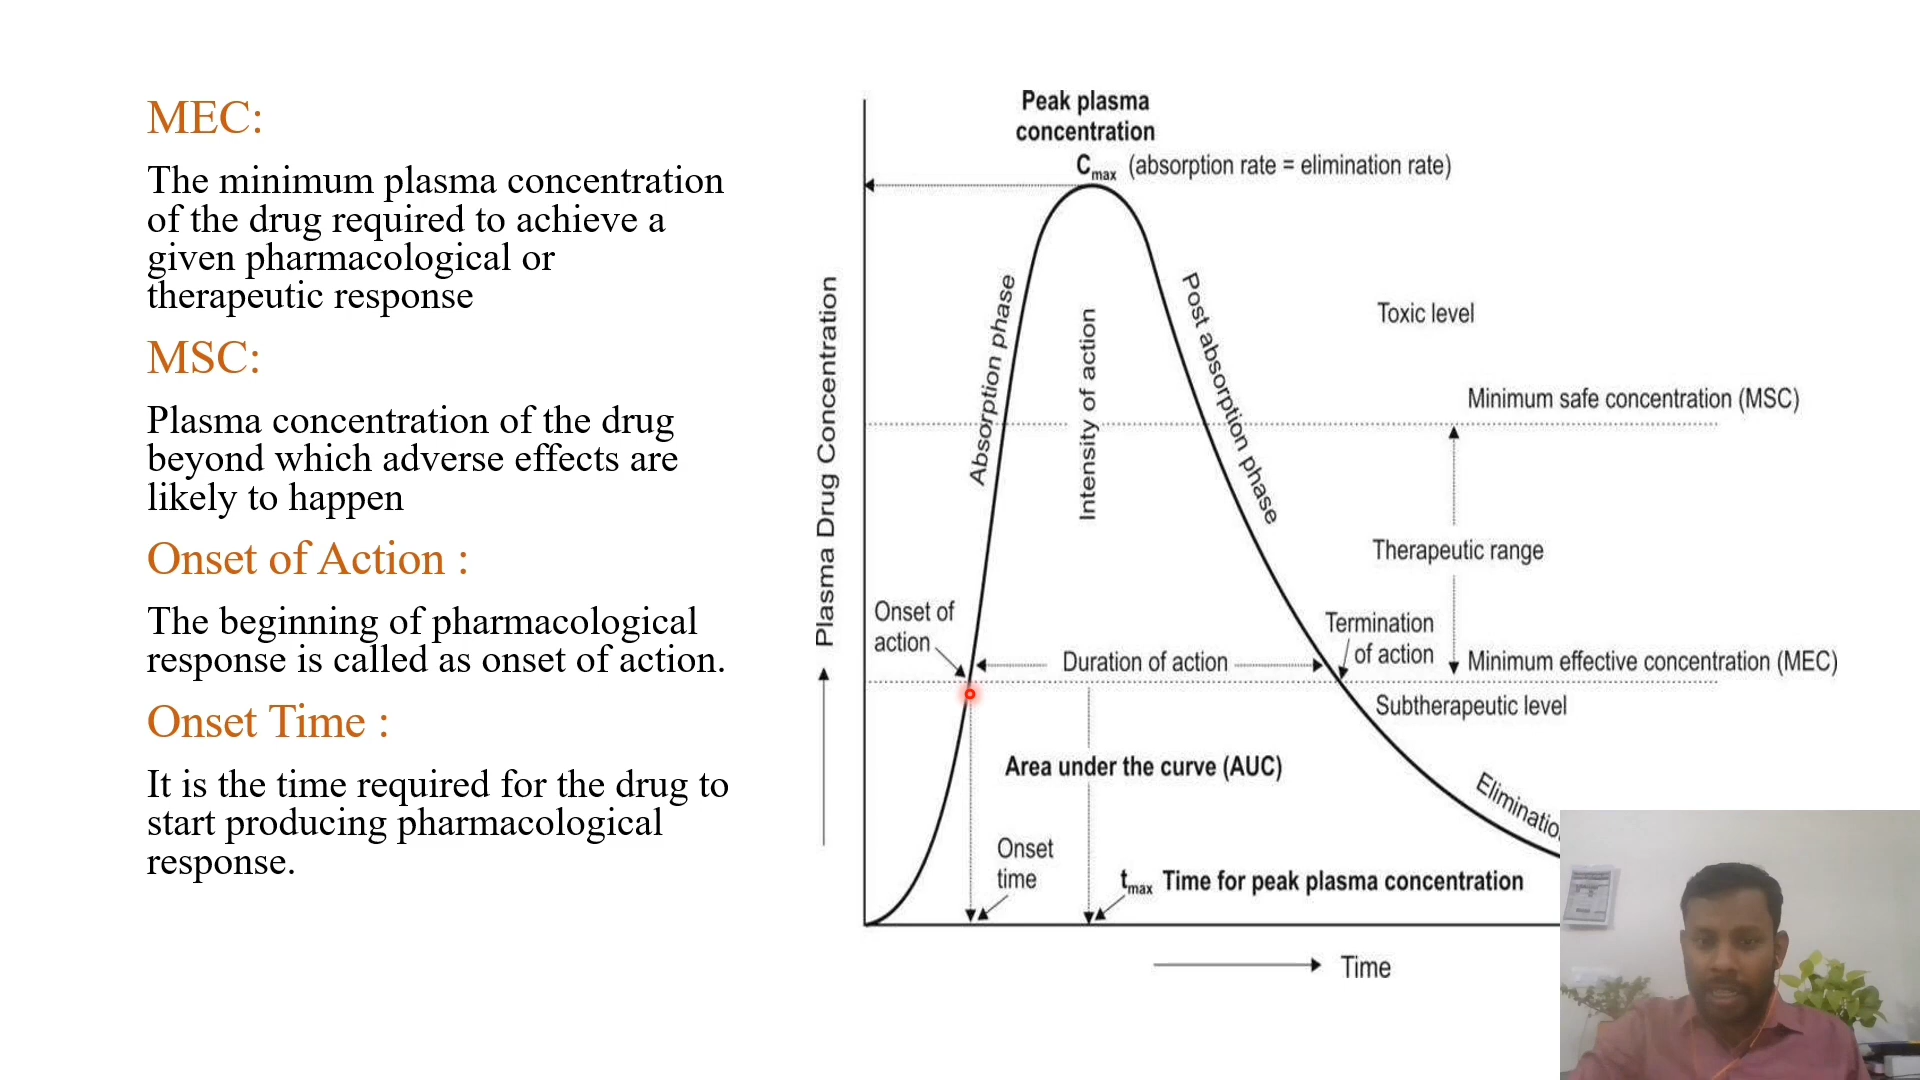 MEC:
The minimum plasma concentration
of the drug required to achieve a
given pharmacological or
therapeutic response
MSC:
Plasma concentration of the drug
beyond which adverse effects are
likely to happen
Onset of Action :
The beginning of pharmacological
response is called as onset of action.
Onset Time :
It is the time required for the drug to
start producing pharmacological
response.
Peak plasma
concentration
Cmax (absorption rate = elimination rate)
Plasma Drug Concentration
Absorption phase
Intensity of action
Post absorption phase
Toxic level
Minimum safe concentration (MSC)
Therapeutic range
Onset of
action
Duration of action
Termination
of action
Minimum effective concentration (MEC)
Subtherapeutic level
Area under the curve (AUC)
Onset
time
tmax Time for peak plasma concentration
Time